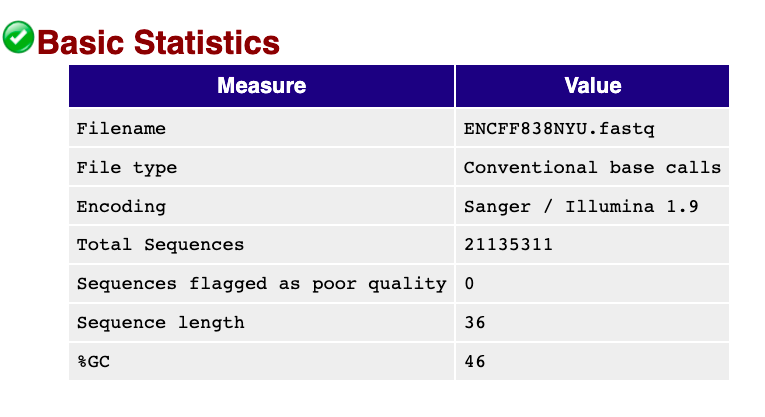 Basic Statistics
Measure Value
Filename ENCFF838NYU.fastq
File type Conventional base calls
Encoding Sanger / Illumina 1.9
Total Sequences 21135311
Sequences flagged as poor quality 0
Sequence length 36
%GC 46